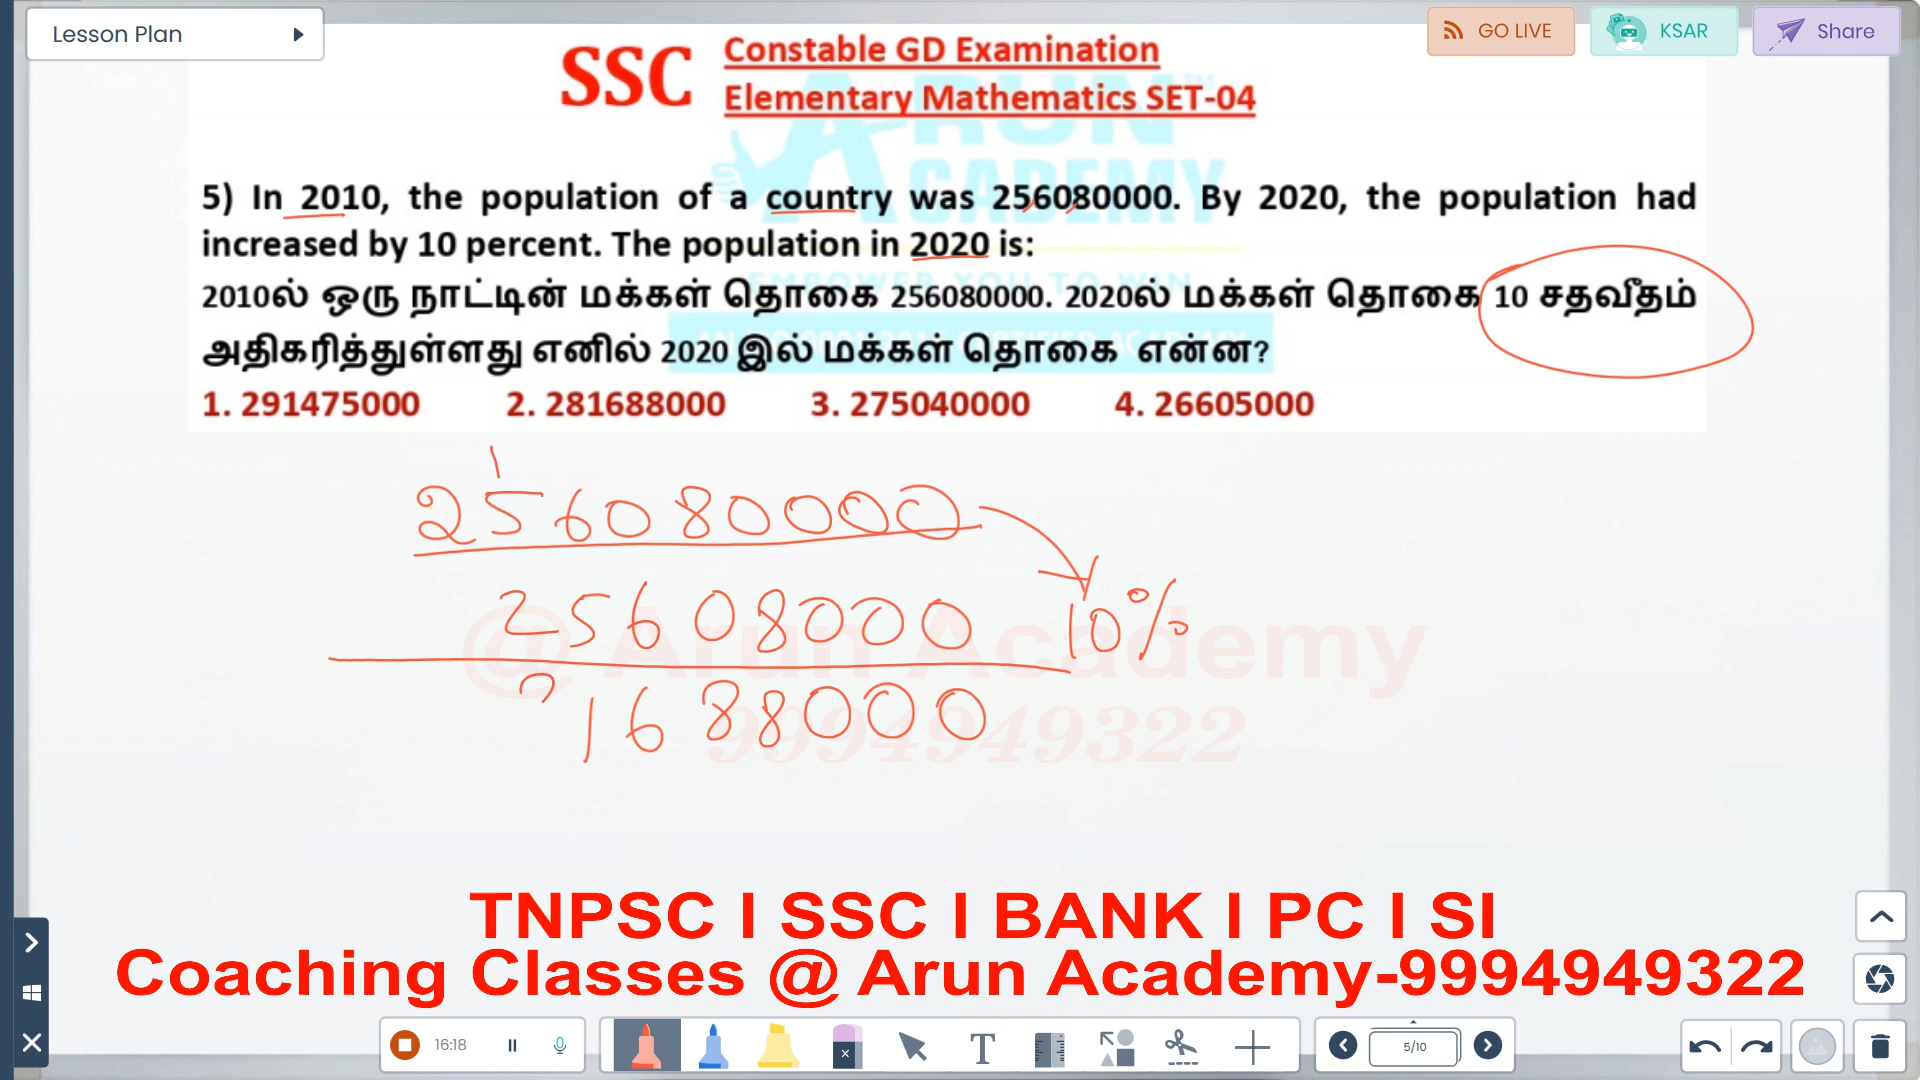 Lesson Plan
GO LIVE
KSAR
Share
SSC
Constable GD Examination
Elementary Mathematics SET-04
5) In 2010, the population of a country was 256080000. By 2020, the population had
increased by 10 percent. The population in 2020 is:
2010ல் ஒரு நாட்டின் மக்கள் தொகை 256080000. 2020ல் மக்கள் தொகை 10 சதவீதம்
அதிகரித்துள்ளது எனில் 2020 இல் மக்கள் தொகை என்ன?
1. 291475000 2. 281688000 3. 275040000 4. 26605000
1
256080000
25608000 10%
@ Arun Academy
1688000
9994949322
TNPSC I SSC I BANK I PC I SI
Coaching Classes @ Arun Academy-9994949322
16:18
5/10